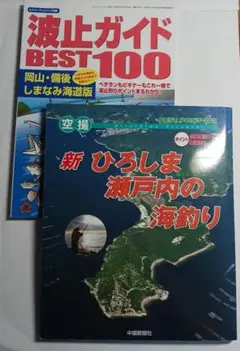 波止ガイド
BEST100
岡山・備後
しまなみ海道版
ベテランもビギナーもこれ一冊で
波止釣りポイントまるわかり
空撮
新 ひろしま
瀬戸内の
海釣り
中国新聞社